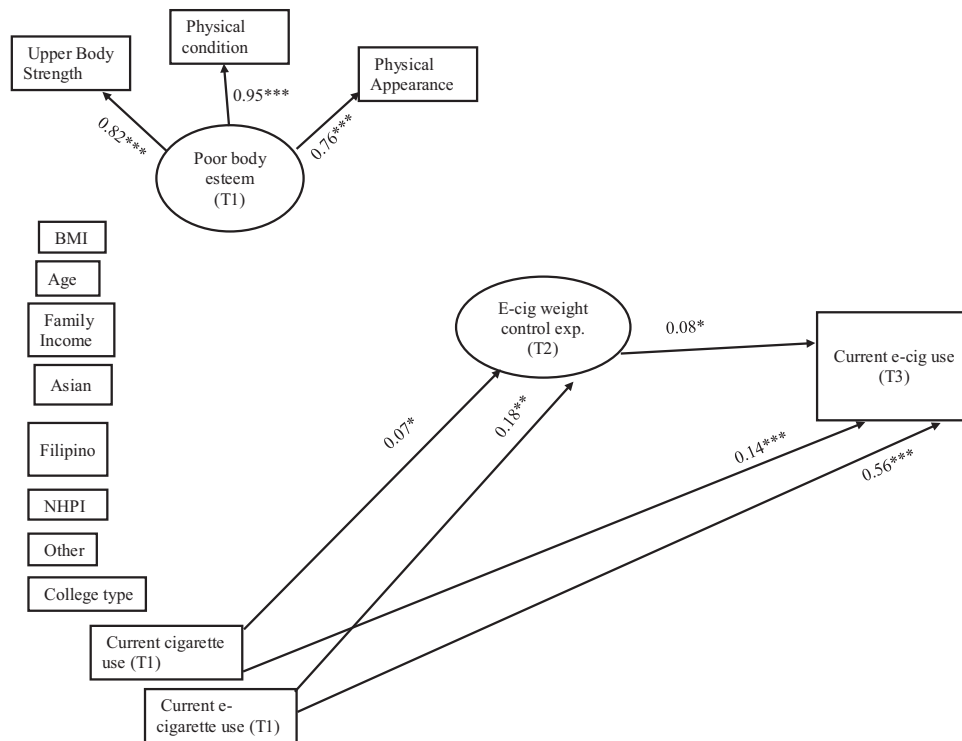 Physical
condition
Upper Body
Strength
Physical
Appearance
0.95***
0.82***
0.76***
Poor body
esteem
(T1)
BMI
Age
Family
Income
Asian
Filipino
NHPI
Other
College type
E-cig weight
control exp.
(T2)
0.08*
Current e-cig use
(T3)
0.07*
0.18**
0.14***
0.56***
Current cigarette
use (T1)
Current e-
cigarette use (T1)